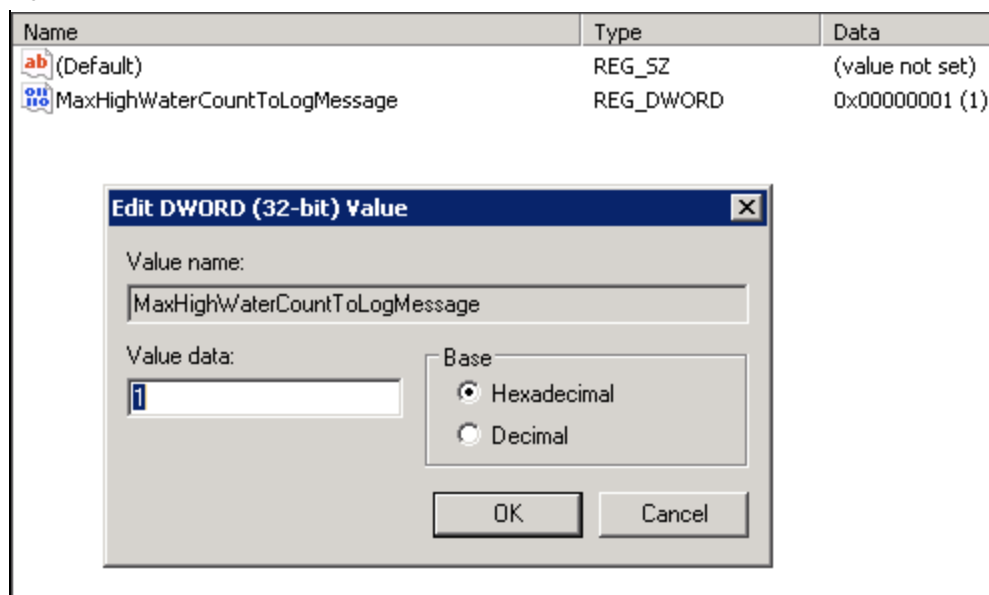 Name Type Data
(Default) REG_SZ (value not set)
MaxHighWaterCountToLogMessage REG_DWORD 0x00000001 (1)
Edit DWORD (32-bit) Value
Value name:
MaxHighWaterCountToLogMessage
Value data: Base
1 Hexadecimal
Decimal
OK Cancel